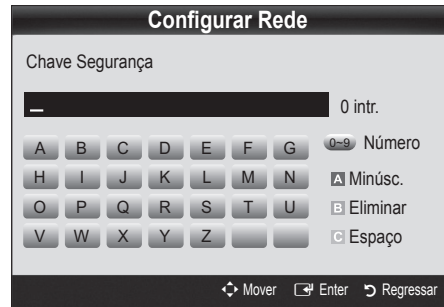 Configurar Rede
Chave Segurança
_ 0 intr.
A B C D E F G 0~9 Número
H I J K L M N A Minúsc.
O P Q R S T U B Eliminar
V W X Y Z C Espaço
Mover Enter Regressar